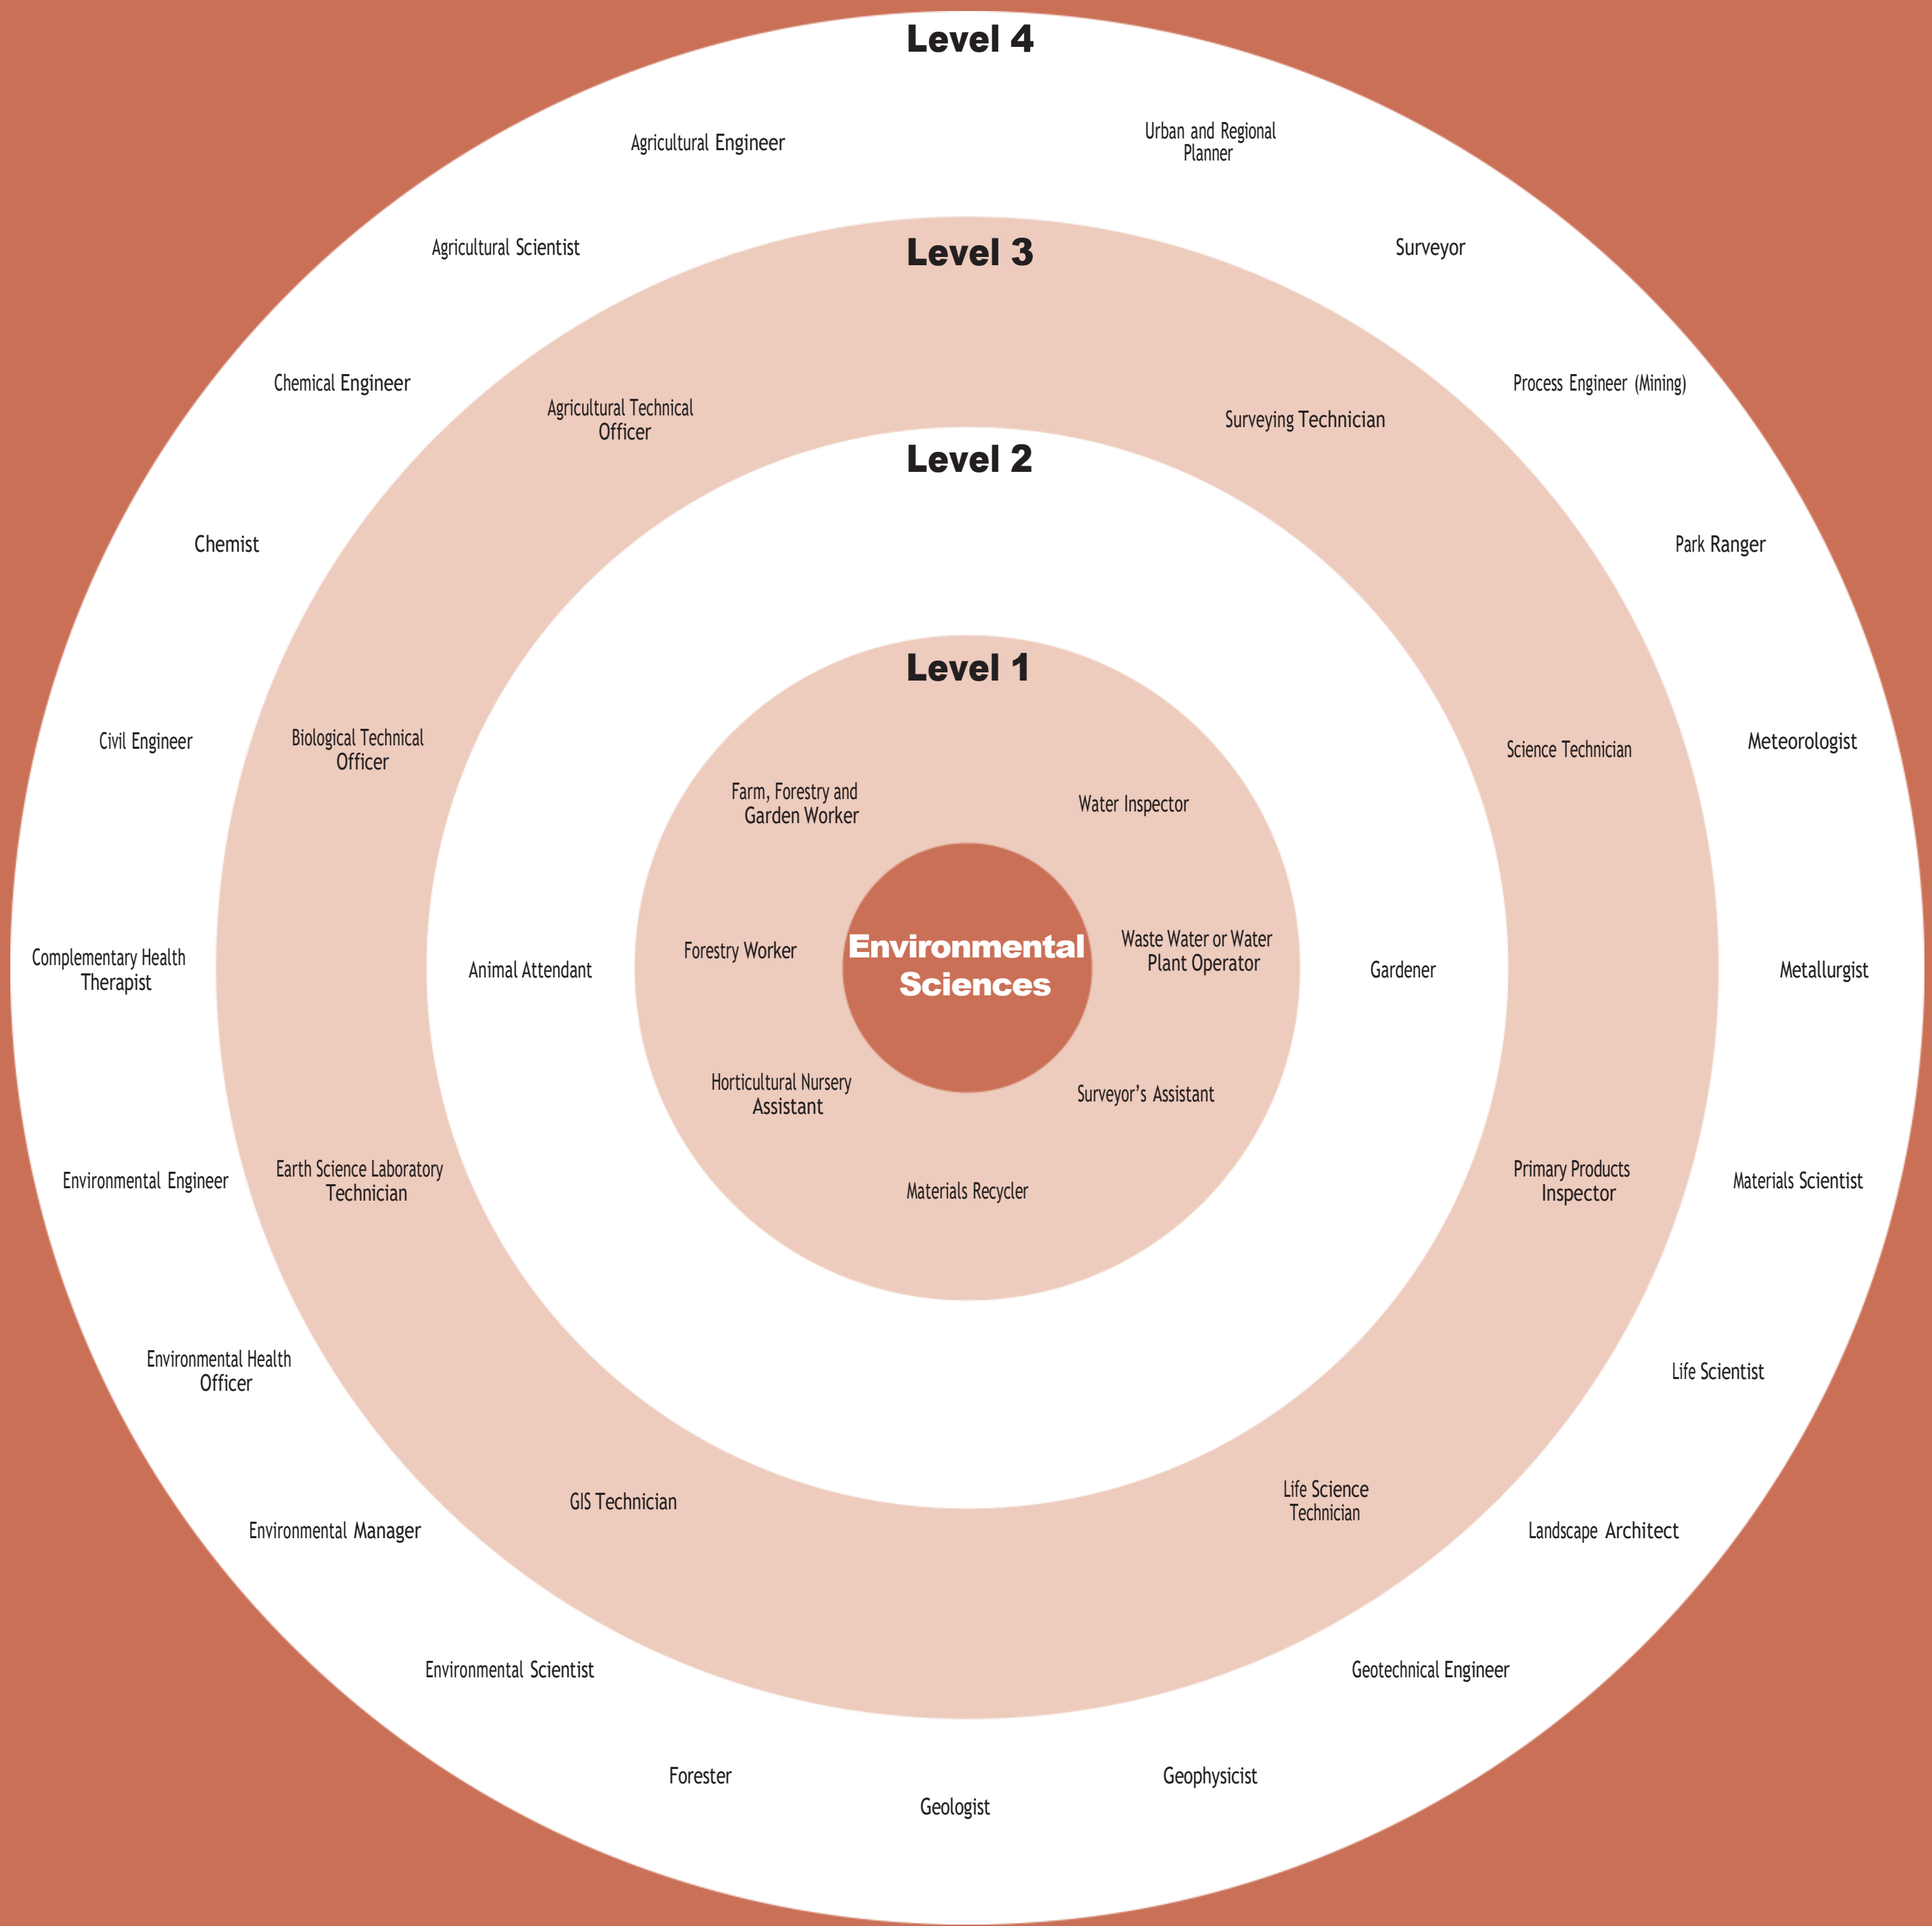 Level 4
Agricultural Engineer
Urban and Regional
Planner
Agricultural Scientist
Surveyor
Level 3
Chemical Engineer
Process Engineer (Mining)
Agricultural Technical
Officer
Surveying Technician
Level 2
Chemist
Park Ranger
Level 1
Civil Engineer
Biological Technical
Officer
Science Technician
Meteorologist
Farm, Forestry and
Garden Worker
Water Inspector
Complementary Health
Therapist
Animal Attendant
Forestry Worker
Environmental
Sciences
Waste Water or Water
Plant Operator
Gardener
Metallurgist
Horticultural Nursery
Assistant
Surveyor's Assistant
Environmental Engineer
Earth Science Laboratory
Technician
Materials Recycler
Primary Products
Inspector
Materials Scientist
Environmental Health
Officer
Life Scientist
GIS Technician
Life Science
Technician
Environmental Manager
Landscape Architect
Environmental Scientist
Geotechnical Engineer
Forester
Geophysicist
Geologist